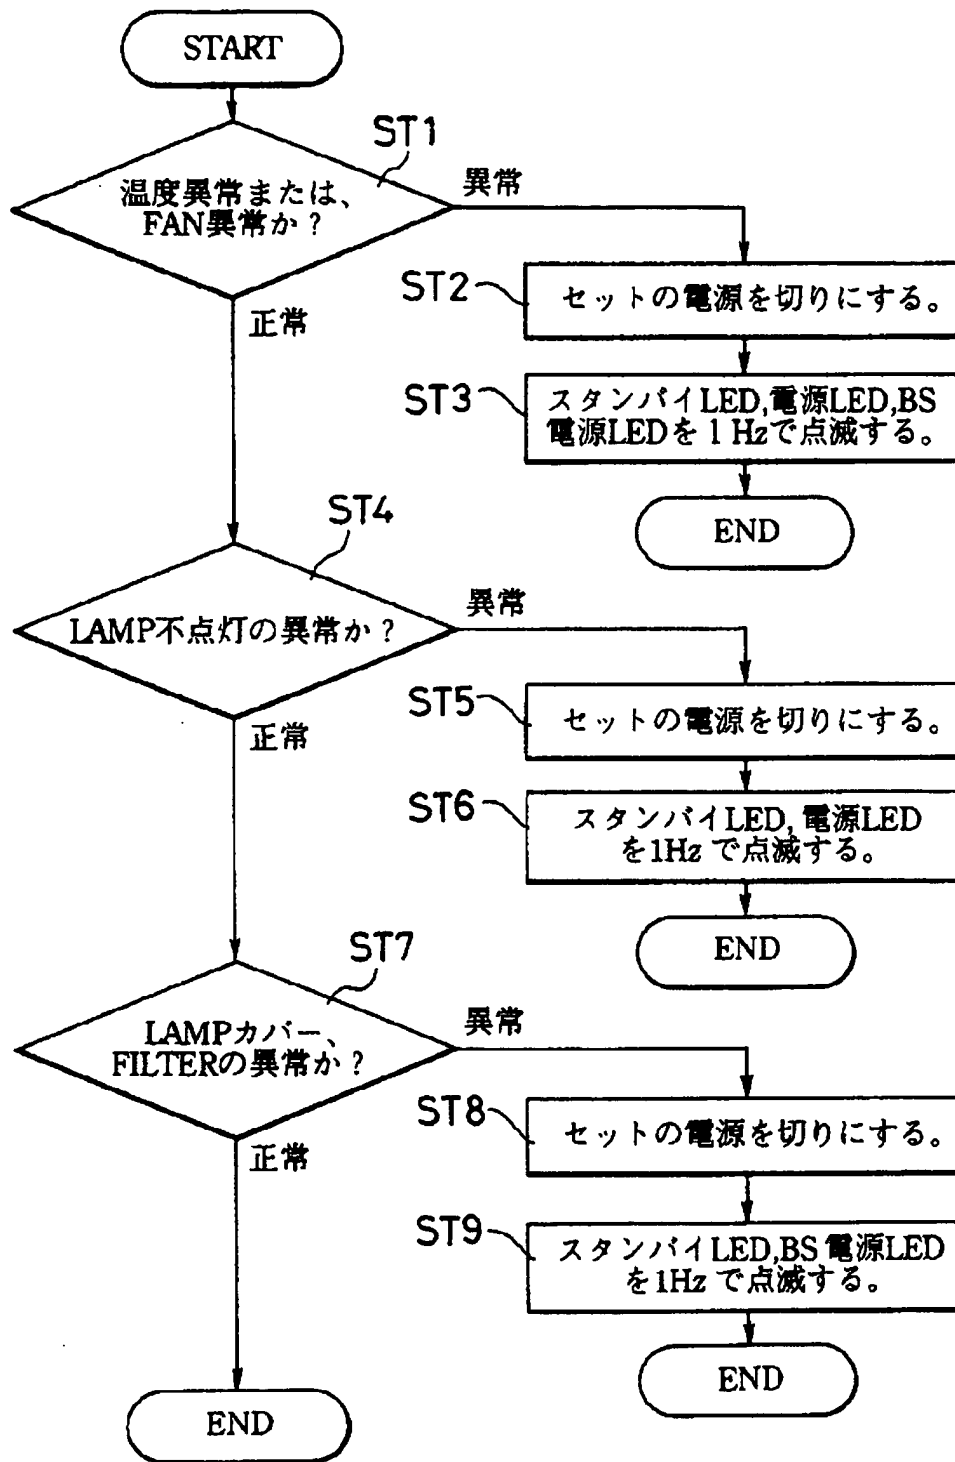 START
ST1
温度異常または、
FAN異常か?
異常
正常
ST2
セットの電源を切りにする。
ST3
スタンバイLED,電源LED,BS
電源LEDを1Hzで点滅する。
END
ST4
LAMP不点灯の異常か?
異常
正常
ST5
セットの電源を切りにする。
ST6
スタンバイLED,電源LED
を1Hzで点滅する。
END
ST7
LAMPカバー、
FILTERの異常か?
異常
正常
ST8
セットの電源を切りにする。
ST9
スタンバイLED,BS電源LED
を1Hzで点滅する。
END
END